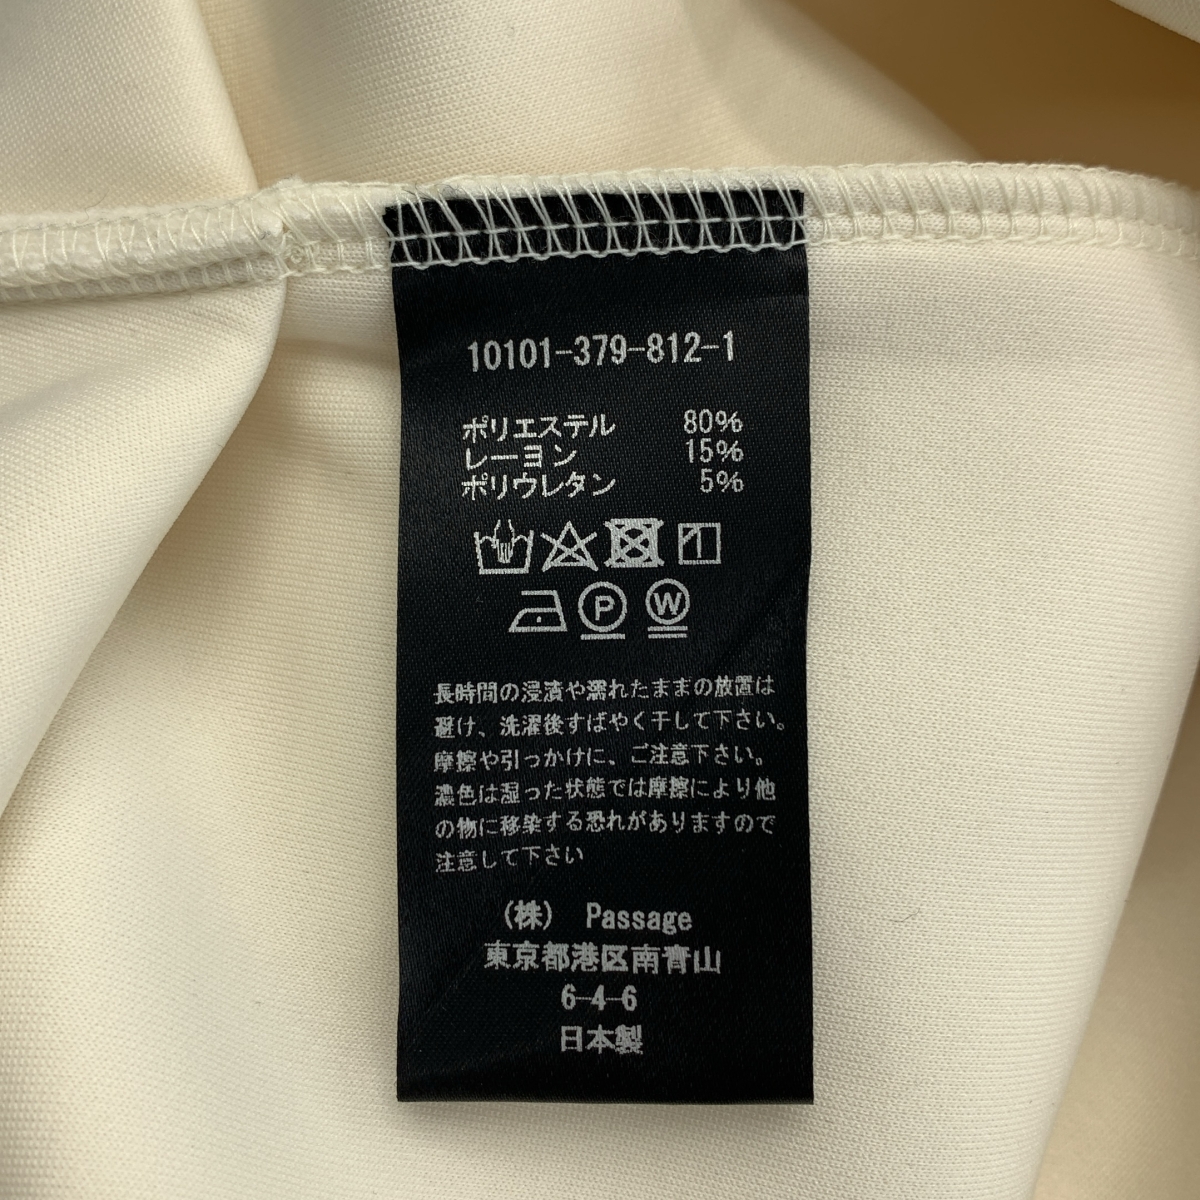 10101-379-812-1
ポリエステル 80%
レーヨン 15%
ポリウレタン 5%
P W
長時間の浸漬や濡れたままの放置は
避け、洗濯後すばやく干して下さい。
摩擦や引っかけに、ご注意下さい。
濃色は湿った状態では摩擦により他
の物に移染する恐れがありますので
注意して下さい
(株) Passage
東京都港区南青山
6-4-6
日本製